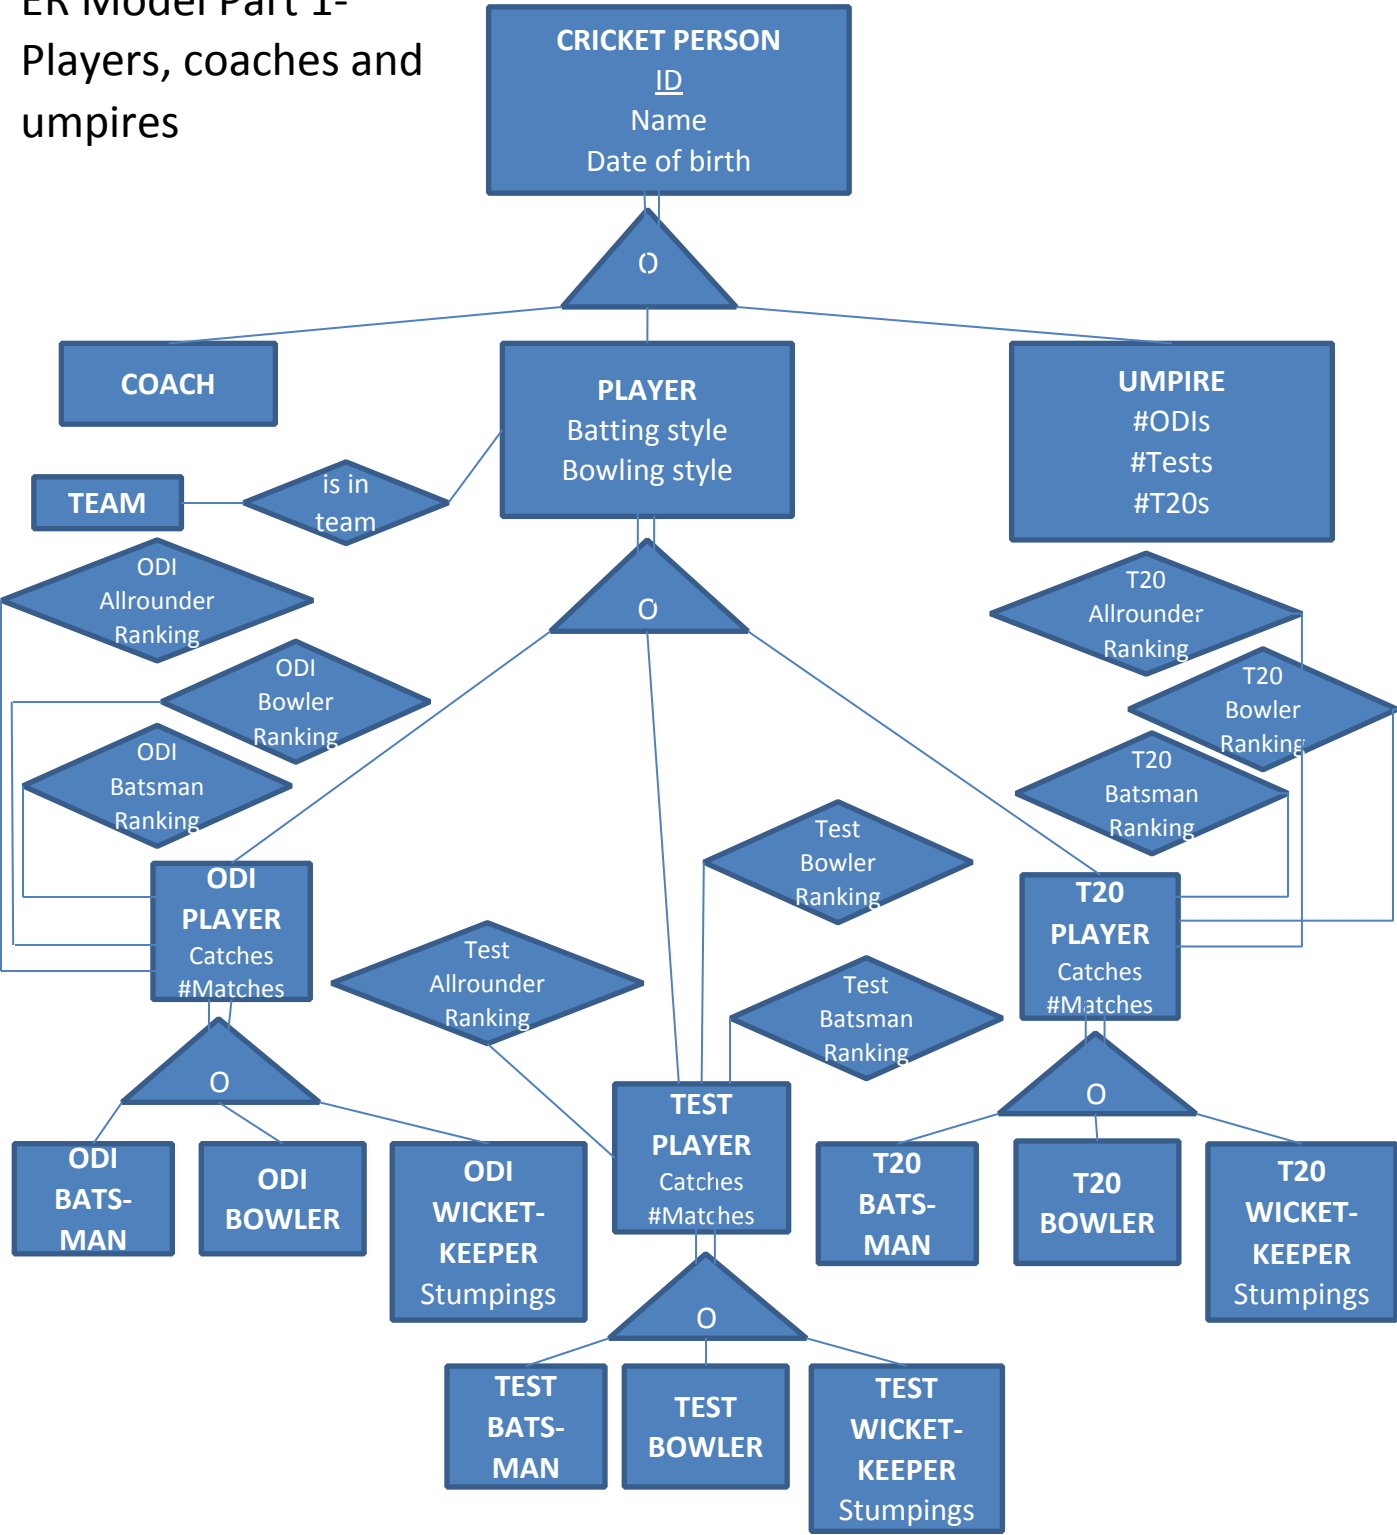 ER Model Part 1-
Players, coaches and
umpires
CRICKET PERSON
ID
Name
Date of birth
O
COACH
PLAYER
Batting style
Bowling style
UMPIRE
#ODIs
#Tests
#T20s
TEAM
is in
team
O
ODI
Allrounder
Ranking
ODI
Bowler
Ranking
ODI
Batsman
Ranking
T20
Allrounder
Ranking
T20
Bowler
Ranking
T20
Batsman
Ranking
Test
Bowler
Ranking
Test
Allrounder
Ranking
Test
Batsman
Ranking
ODI
PLAYER
Catches
#Matches
T20
PLAYER
Catches
#Matches
O
TEST
PLAYER
Catches
#Matches
O
ODI
BATS-
MAN
ODI
BOWLER
ODI
WICKET-
KEEPER
Stumpings
T20
BATS-
MAN
T20
BOWLER
T20
WICKET-
KEEPER
Stumpings
O
TEST
BATS-
MAN
TEST
BOWLER
TEST
WICKET-
KEEPER
Stumpings